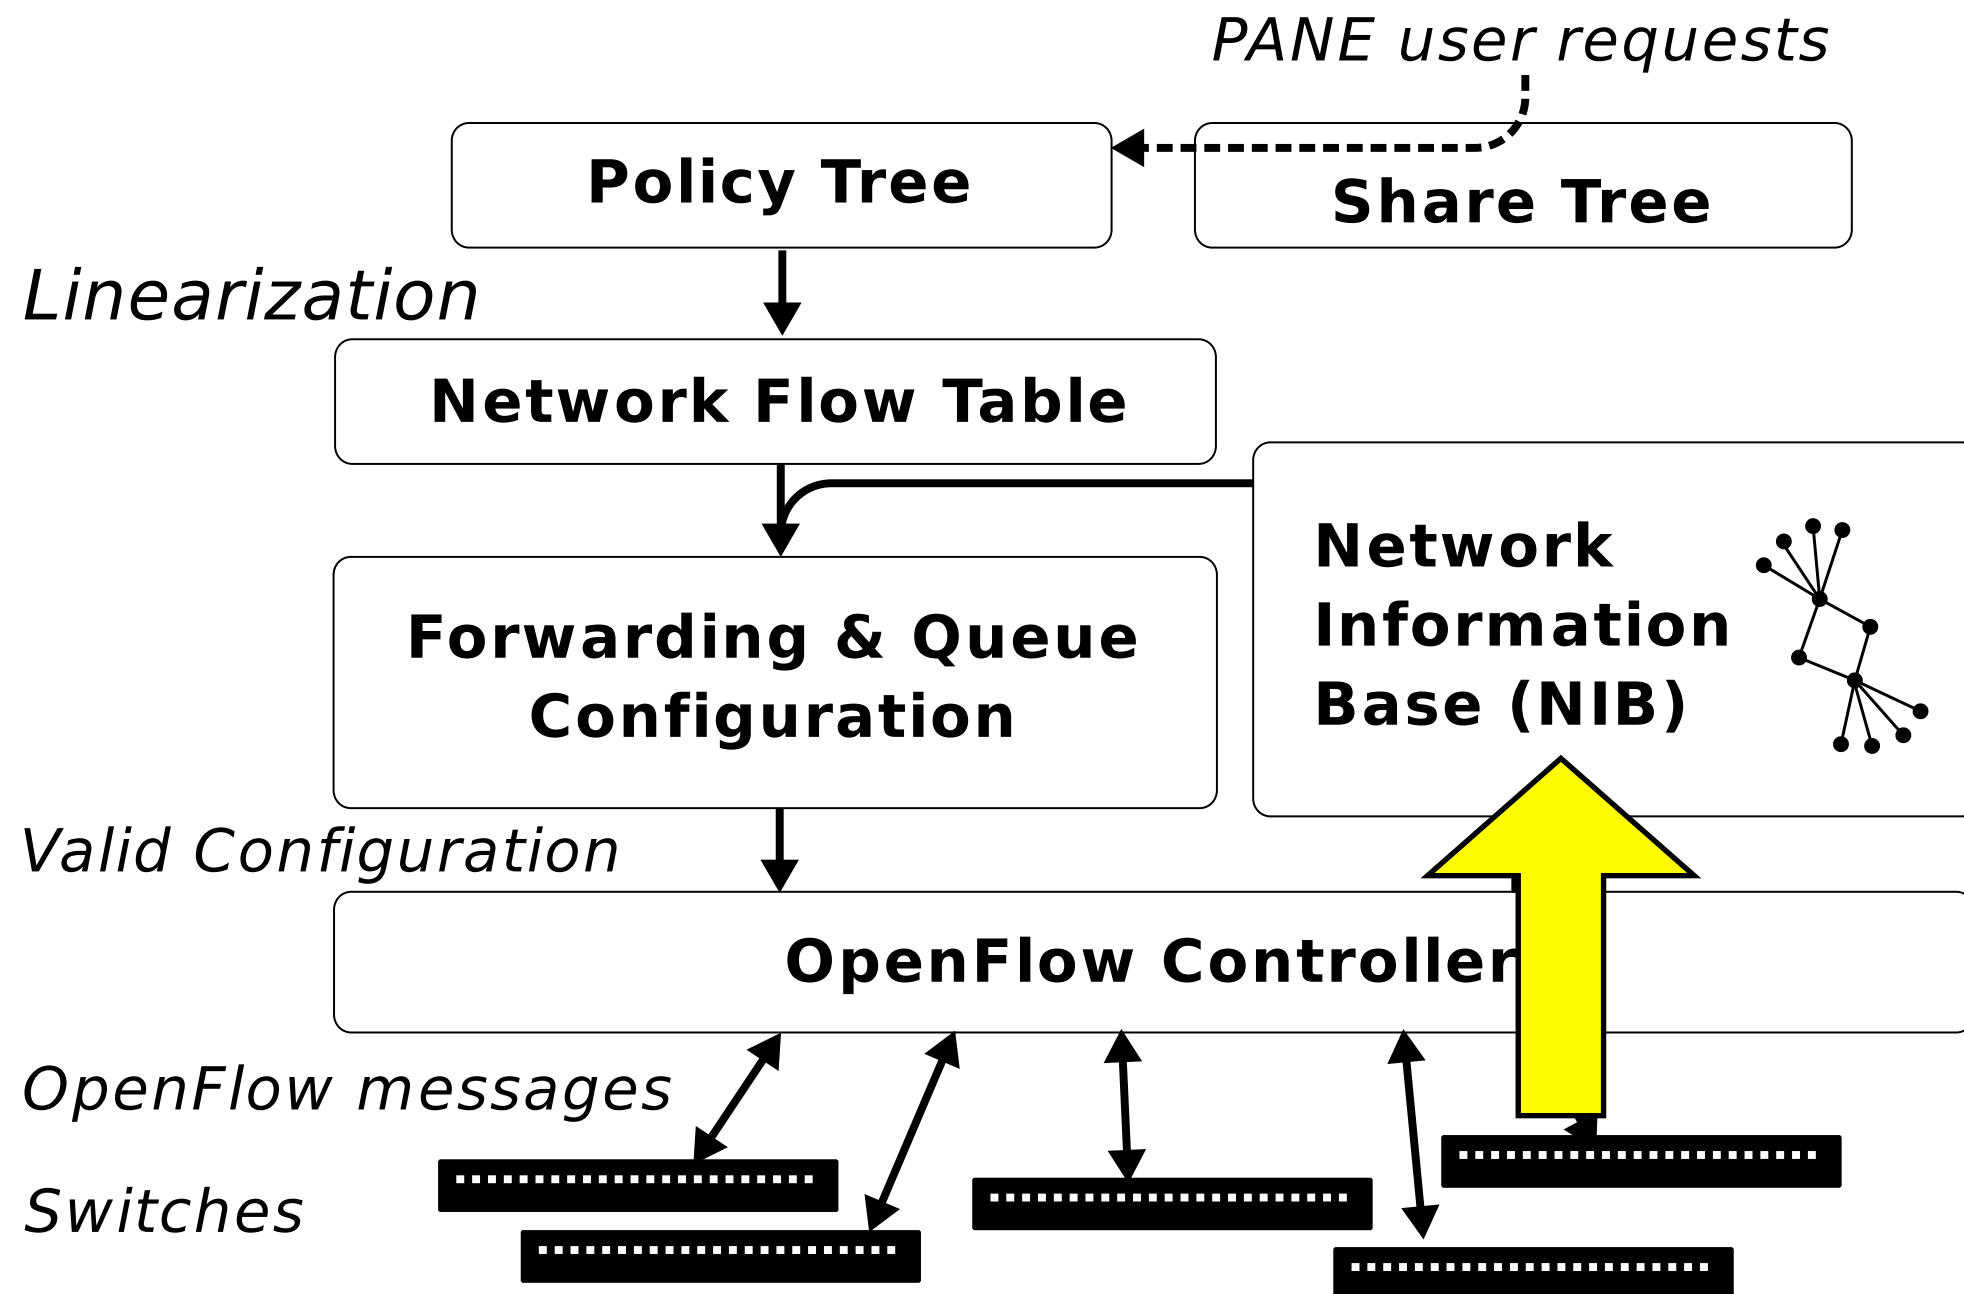 PANE user requests
Policy Tree
Share Tree
Linearization
Network Flow Table
Network
Information
Base (NIB)
Forwarding & Queue
Configuration
Valid Configuration
OpenFlow Controller
OpenFlow messages
Switches